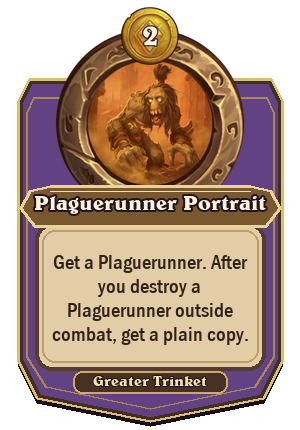 2
Plaguerunner Portrait
Get a Plaguerunner. After
you destroy a
Plaguerunner outside
combat, get a plain copy.
Greater Trinket